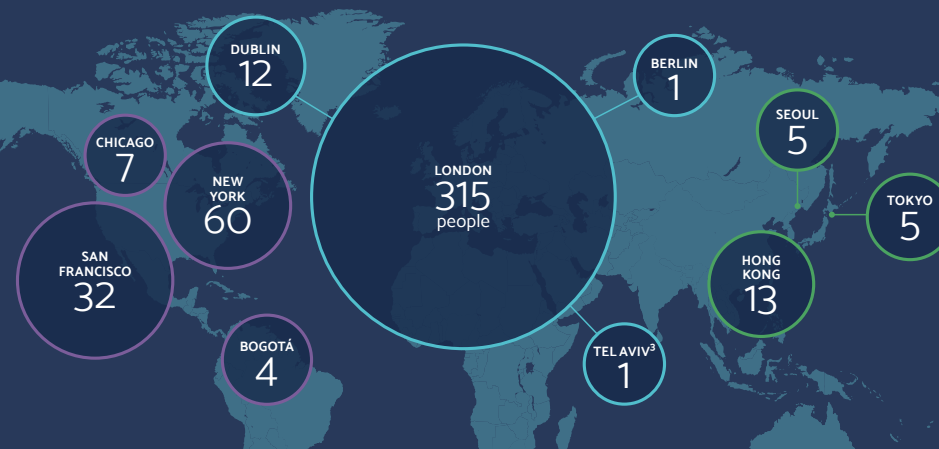 DUBLIN
12
BERLIN
1
SEOUL
5
CHICAGO
7
NEW
YORK
60
LONDON
315
people
TOKYO
5
SAN
FRANCISCO
32
HONG
KONG
13
BOGOTÁ
4
TEL AVIV³
1